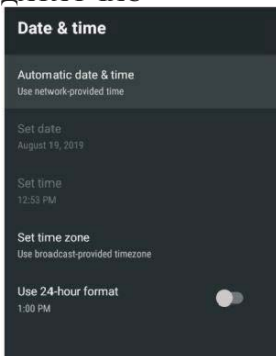 Date & time
Automatic date & time
Use network-provided time
Set date
August 19, 2019
Set time
12:53 PM
Set time zone
Use broadcast-provided timezone
Use 24-hour format
1:00 PM